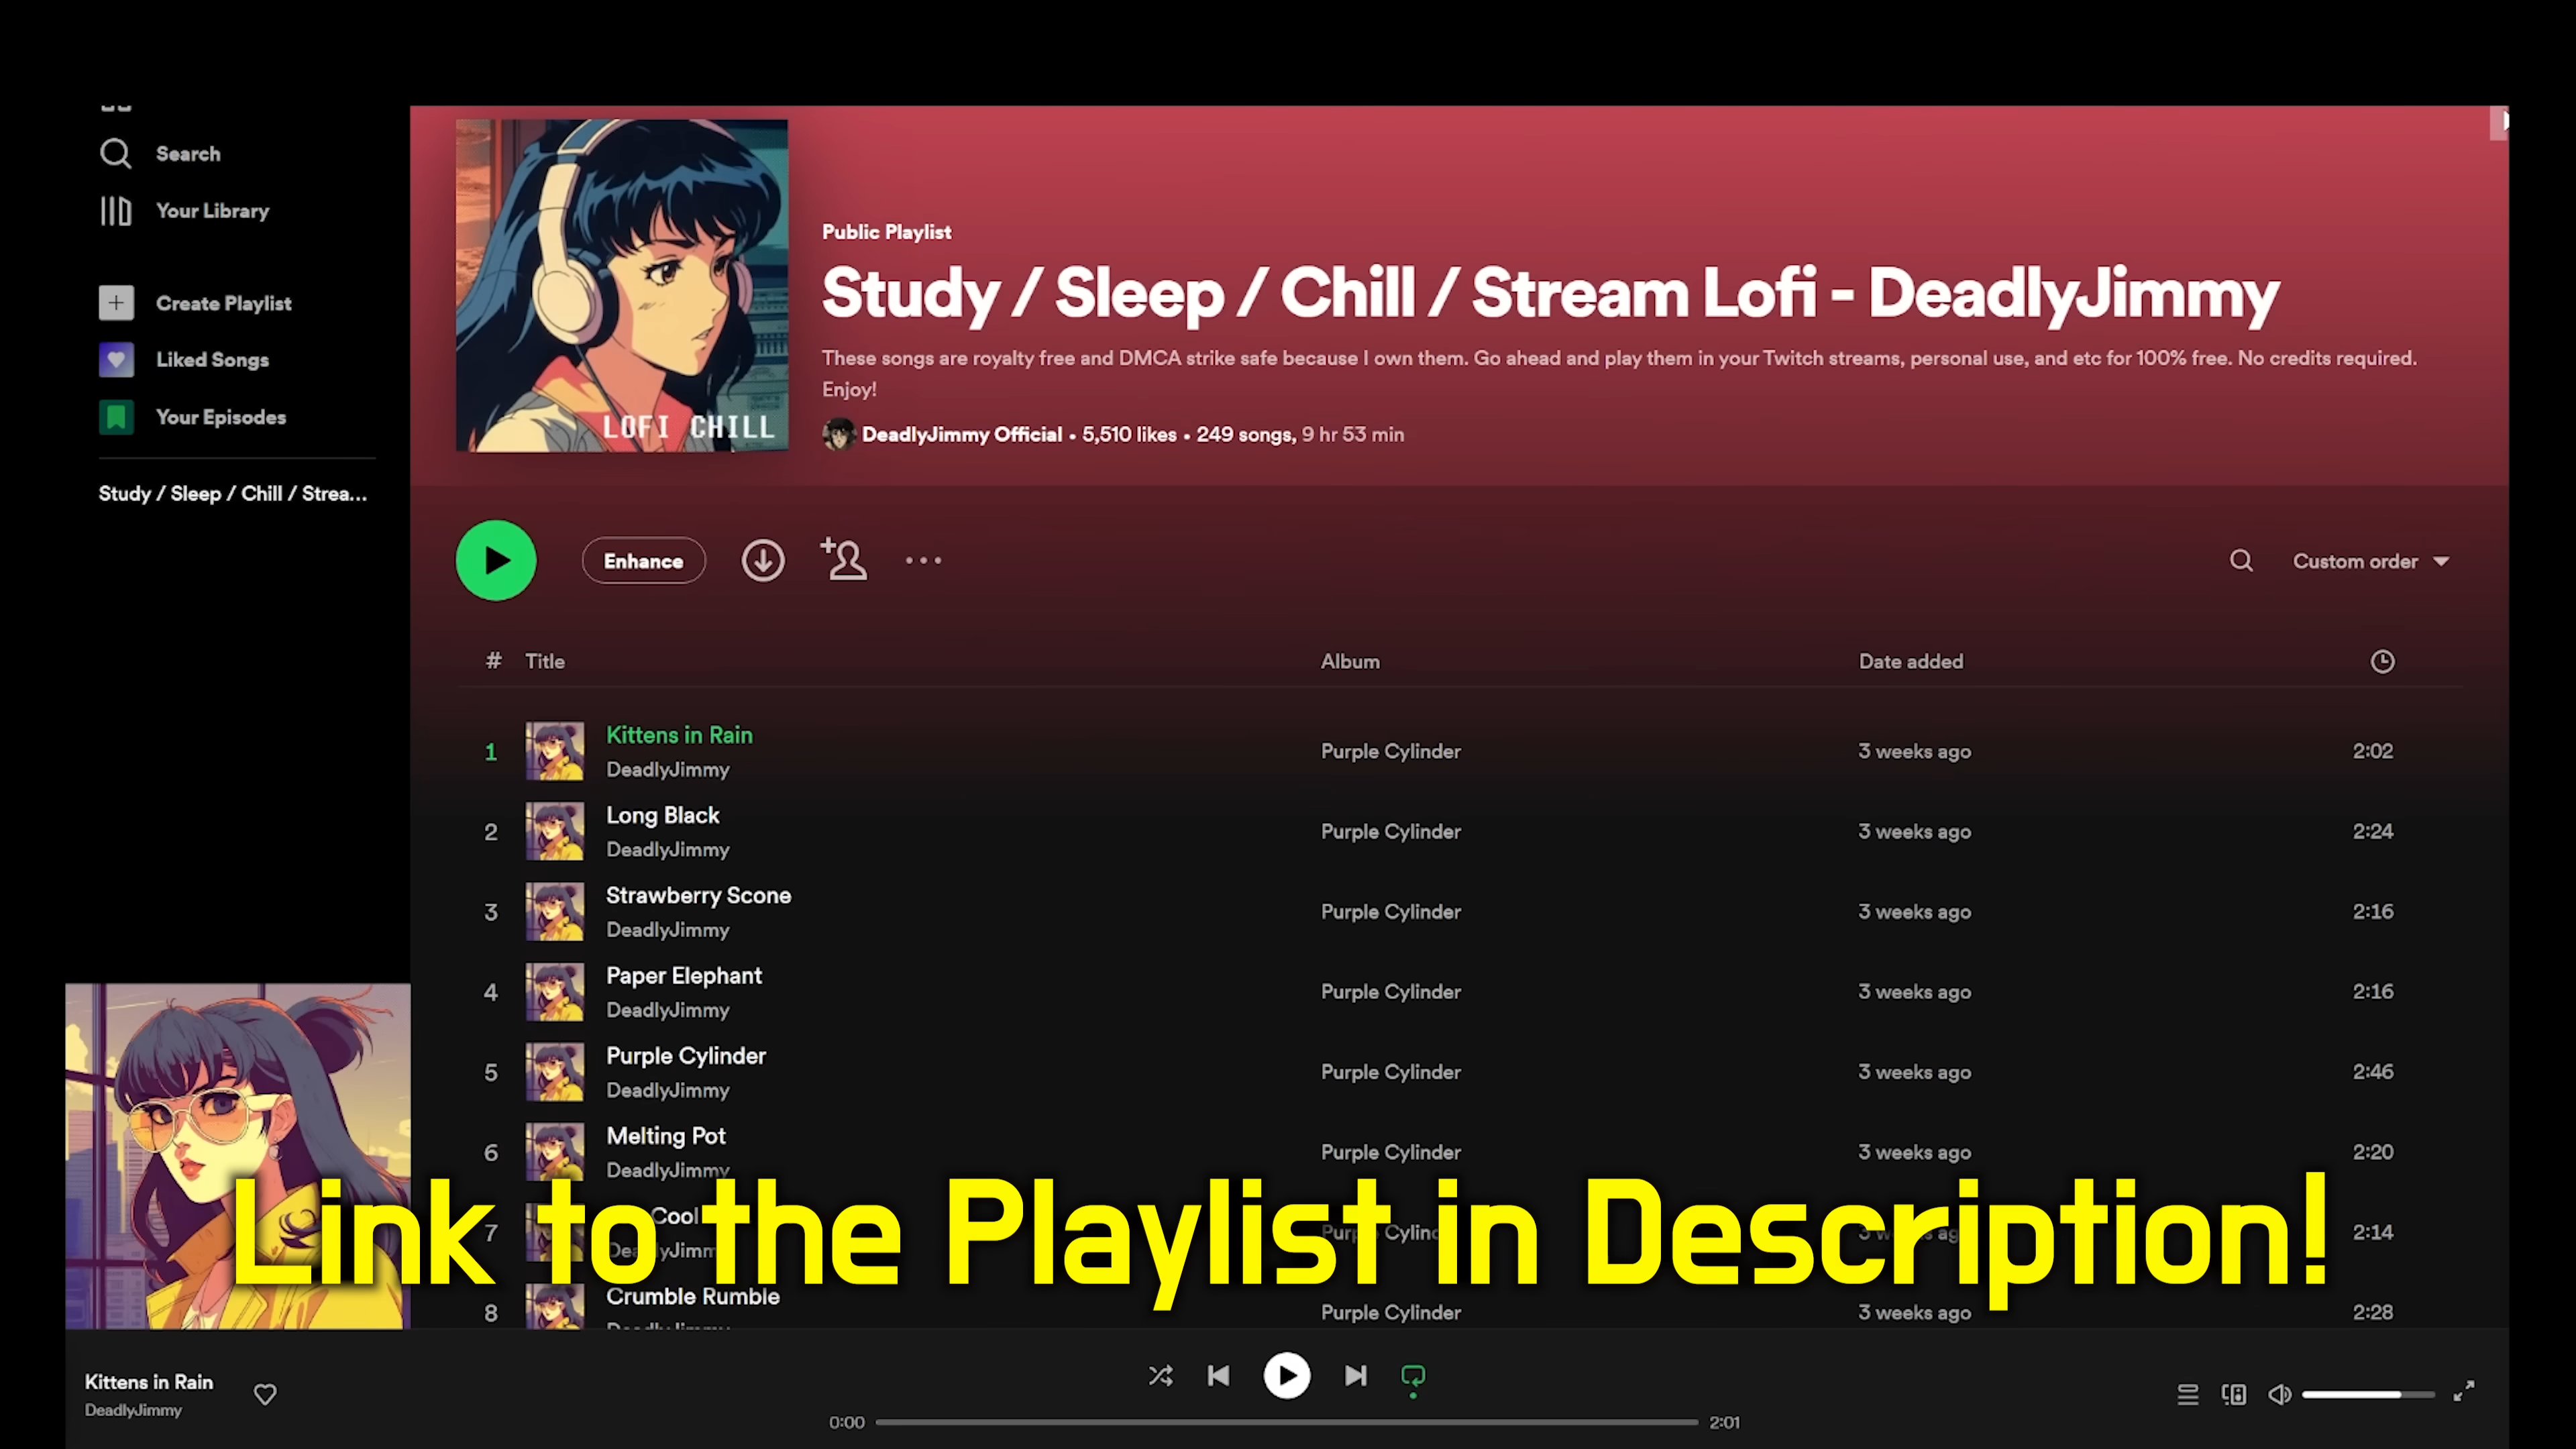 Search
Your Library
Create Playlist
Liked Songs
Your Episodes
Study / Sleep / Chill / Strea...
LOFI CHILL
Public Playlist
Study / Sleep / Chill / Stream Lofi - DeadlyJimmy
These songs are royalty free and DMCA strike safe because I own them. Go ahead and play them in your Twitch streams, personal use, and etc for 100% free. No credits required.
Enjoy!
DeadlyJimmy Official • 5,510 likes • 249 songs, 9 hr 53 min
Enhance
Custom order
# Title Album Date added
1 Kittens in Rain Purple Cylinder 3 weeks ago 2:02
DeadlyJimmy
2 Long Black Purple Cylinder 3 weeks ago 2:24
DeadlyJimmy
3 Strawberry Scone Purple Cylinder 3 weeks ago 2:16
DeadlyJimmy
4 Paper Elephant Purple Cylinder 3 weeks ago 2:16
DeadlyJimmy
5 Purple Cylinder Purple Cylinder 3 weeks ago 2:46
DeadlyJimmy
6 Melting Pot Purple Cylinder 3 weeks ago 2:20
DeadlyJimmy
7 Cool 2:14
Link to the Playlist in Description!
8 Crumble Rumble Purple Cylinder 3 weeks ago 2:28
Kittens in Rain
DeadlyJimmy
0:00 2:01